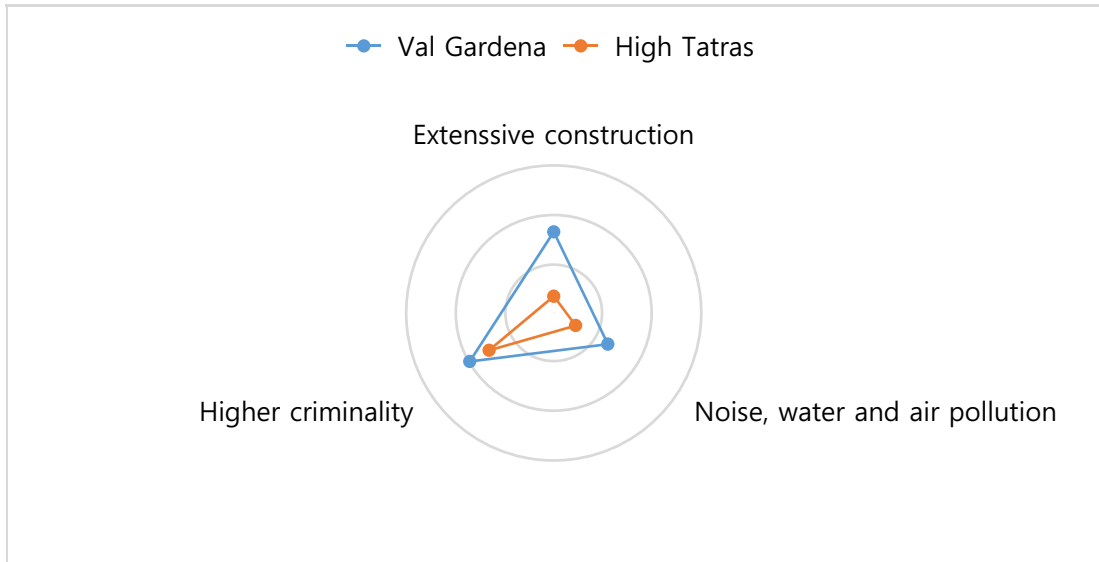 Val Gardena High Tatras
Extenssive construction
Higher criminality
Noise, water and air pollution